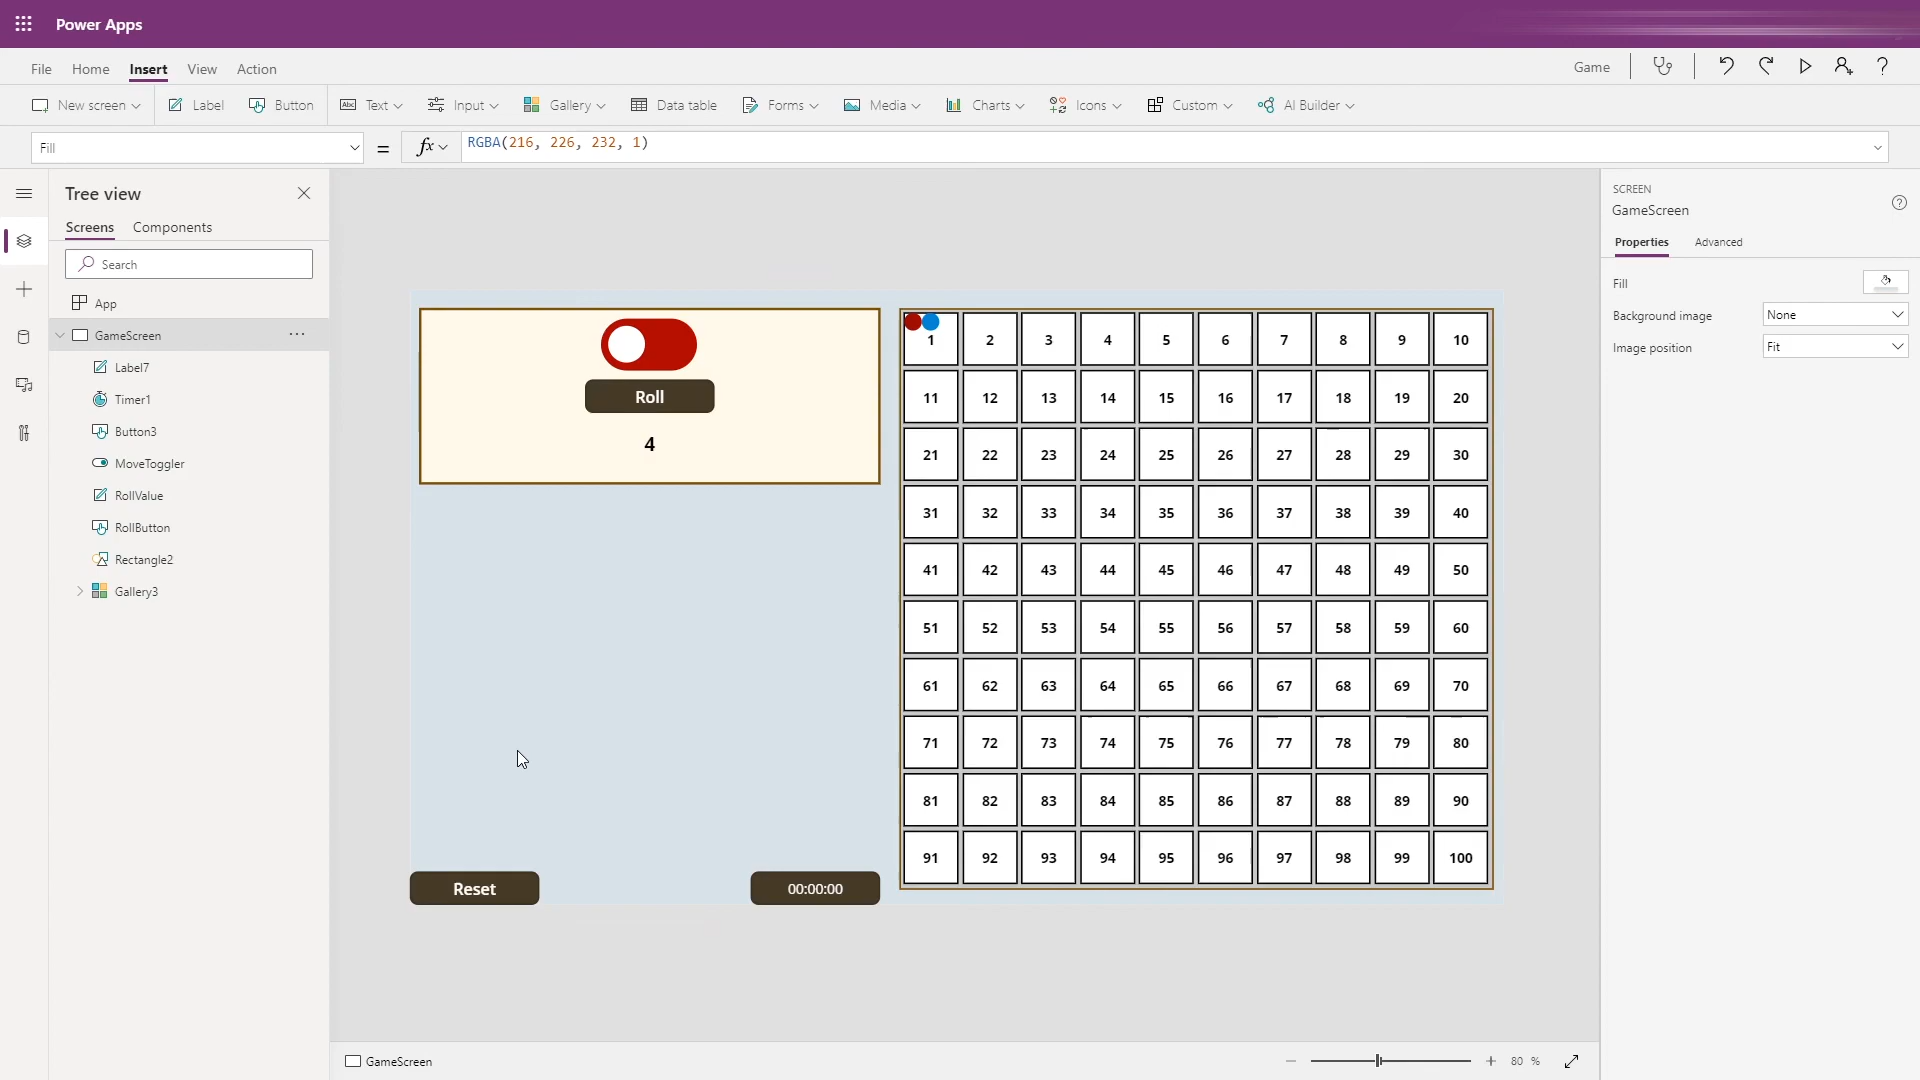 Power Apps
File Home Insert View Action Game
New screen Label Button Text Input Gallery Data table Forms Media Charts Icons Custom AI Builder
Fill = fx RGBA(216, 226, 232, 1)
Tree view
Screens Components
Search
App
GameScreen
Label7
Timer1
Button3
MoveToggler
RollValue
RollButton
Rectangle2
Gallery3
Roll
4
Reset 00:00:00
1 2 3 4 5 6 7 8 9 10
11 12 13 14 15 16 17 18 19 20
21 22 23 24 25 26 27 28 29 30
31 32 33 34 35 36 37 38 39 40
41 42 43 44 45 46 47 48 49 50
51 52 53 54 55 56 57 58 59 60
61 62 63 64 65 66 67 68 69 70
71 72 73 74 75 76 77 78 79 80
81 82 83 84 85 86 87 88 89 90
91 92 93 94 95 96 97 98 99 100
SCREEN
GameScreen
Properties Advanced
Fill
Background image None
Image position Fit
GameScreen 80 %